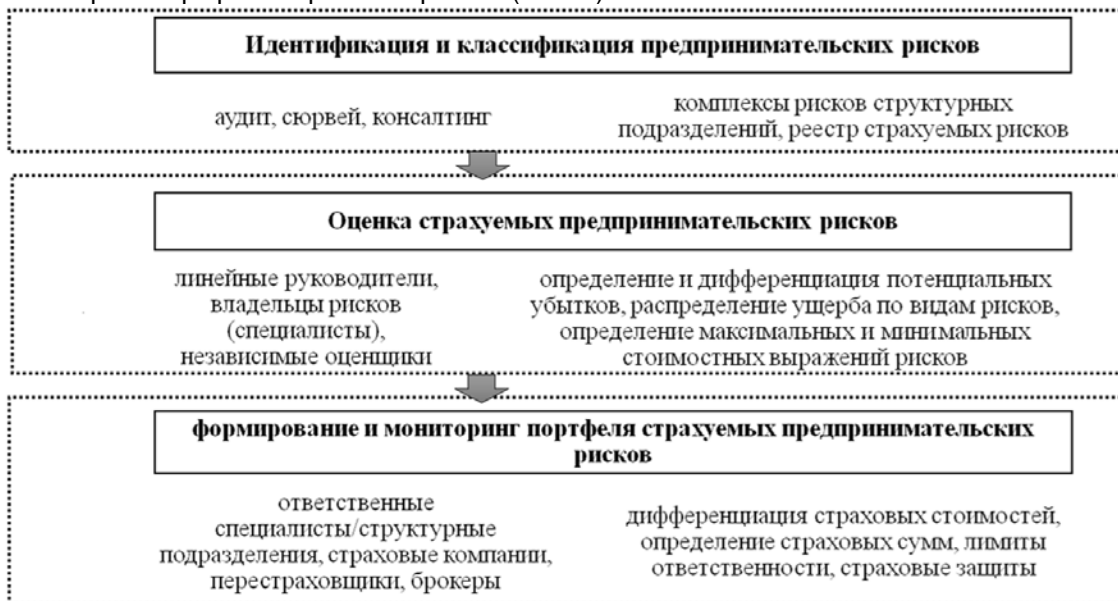 Идентификация и классификация предпринимательских рисков
аудит, сюрвей, консалтинг
комплексы рисков структурных
подразделений, реестр страхуемых рисков
Оценка страхуемых предпринимательских рисков
линейные руководители,
владельцы рисков
(специалисты),
независимые оценщики
определение и дифференциация потенциальных
убытков, распределение ущерба по видам рисков,
определение максимальных и минимальных
стоимостных выражений рисков
формирование и мониторинг портфеля страхуемых предпринимательских
рисков
ответственные
специалисты/структурные
подразделения, страховые компании,
перестраховщики, брокеры
дифференциация страховых стоимостей,
определение страховых сумм, лимиты
ответственности, страховые защиты